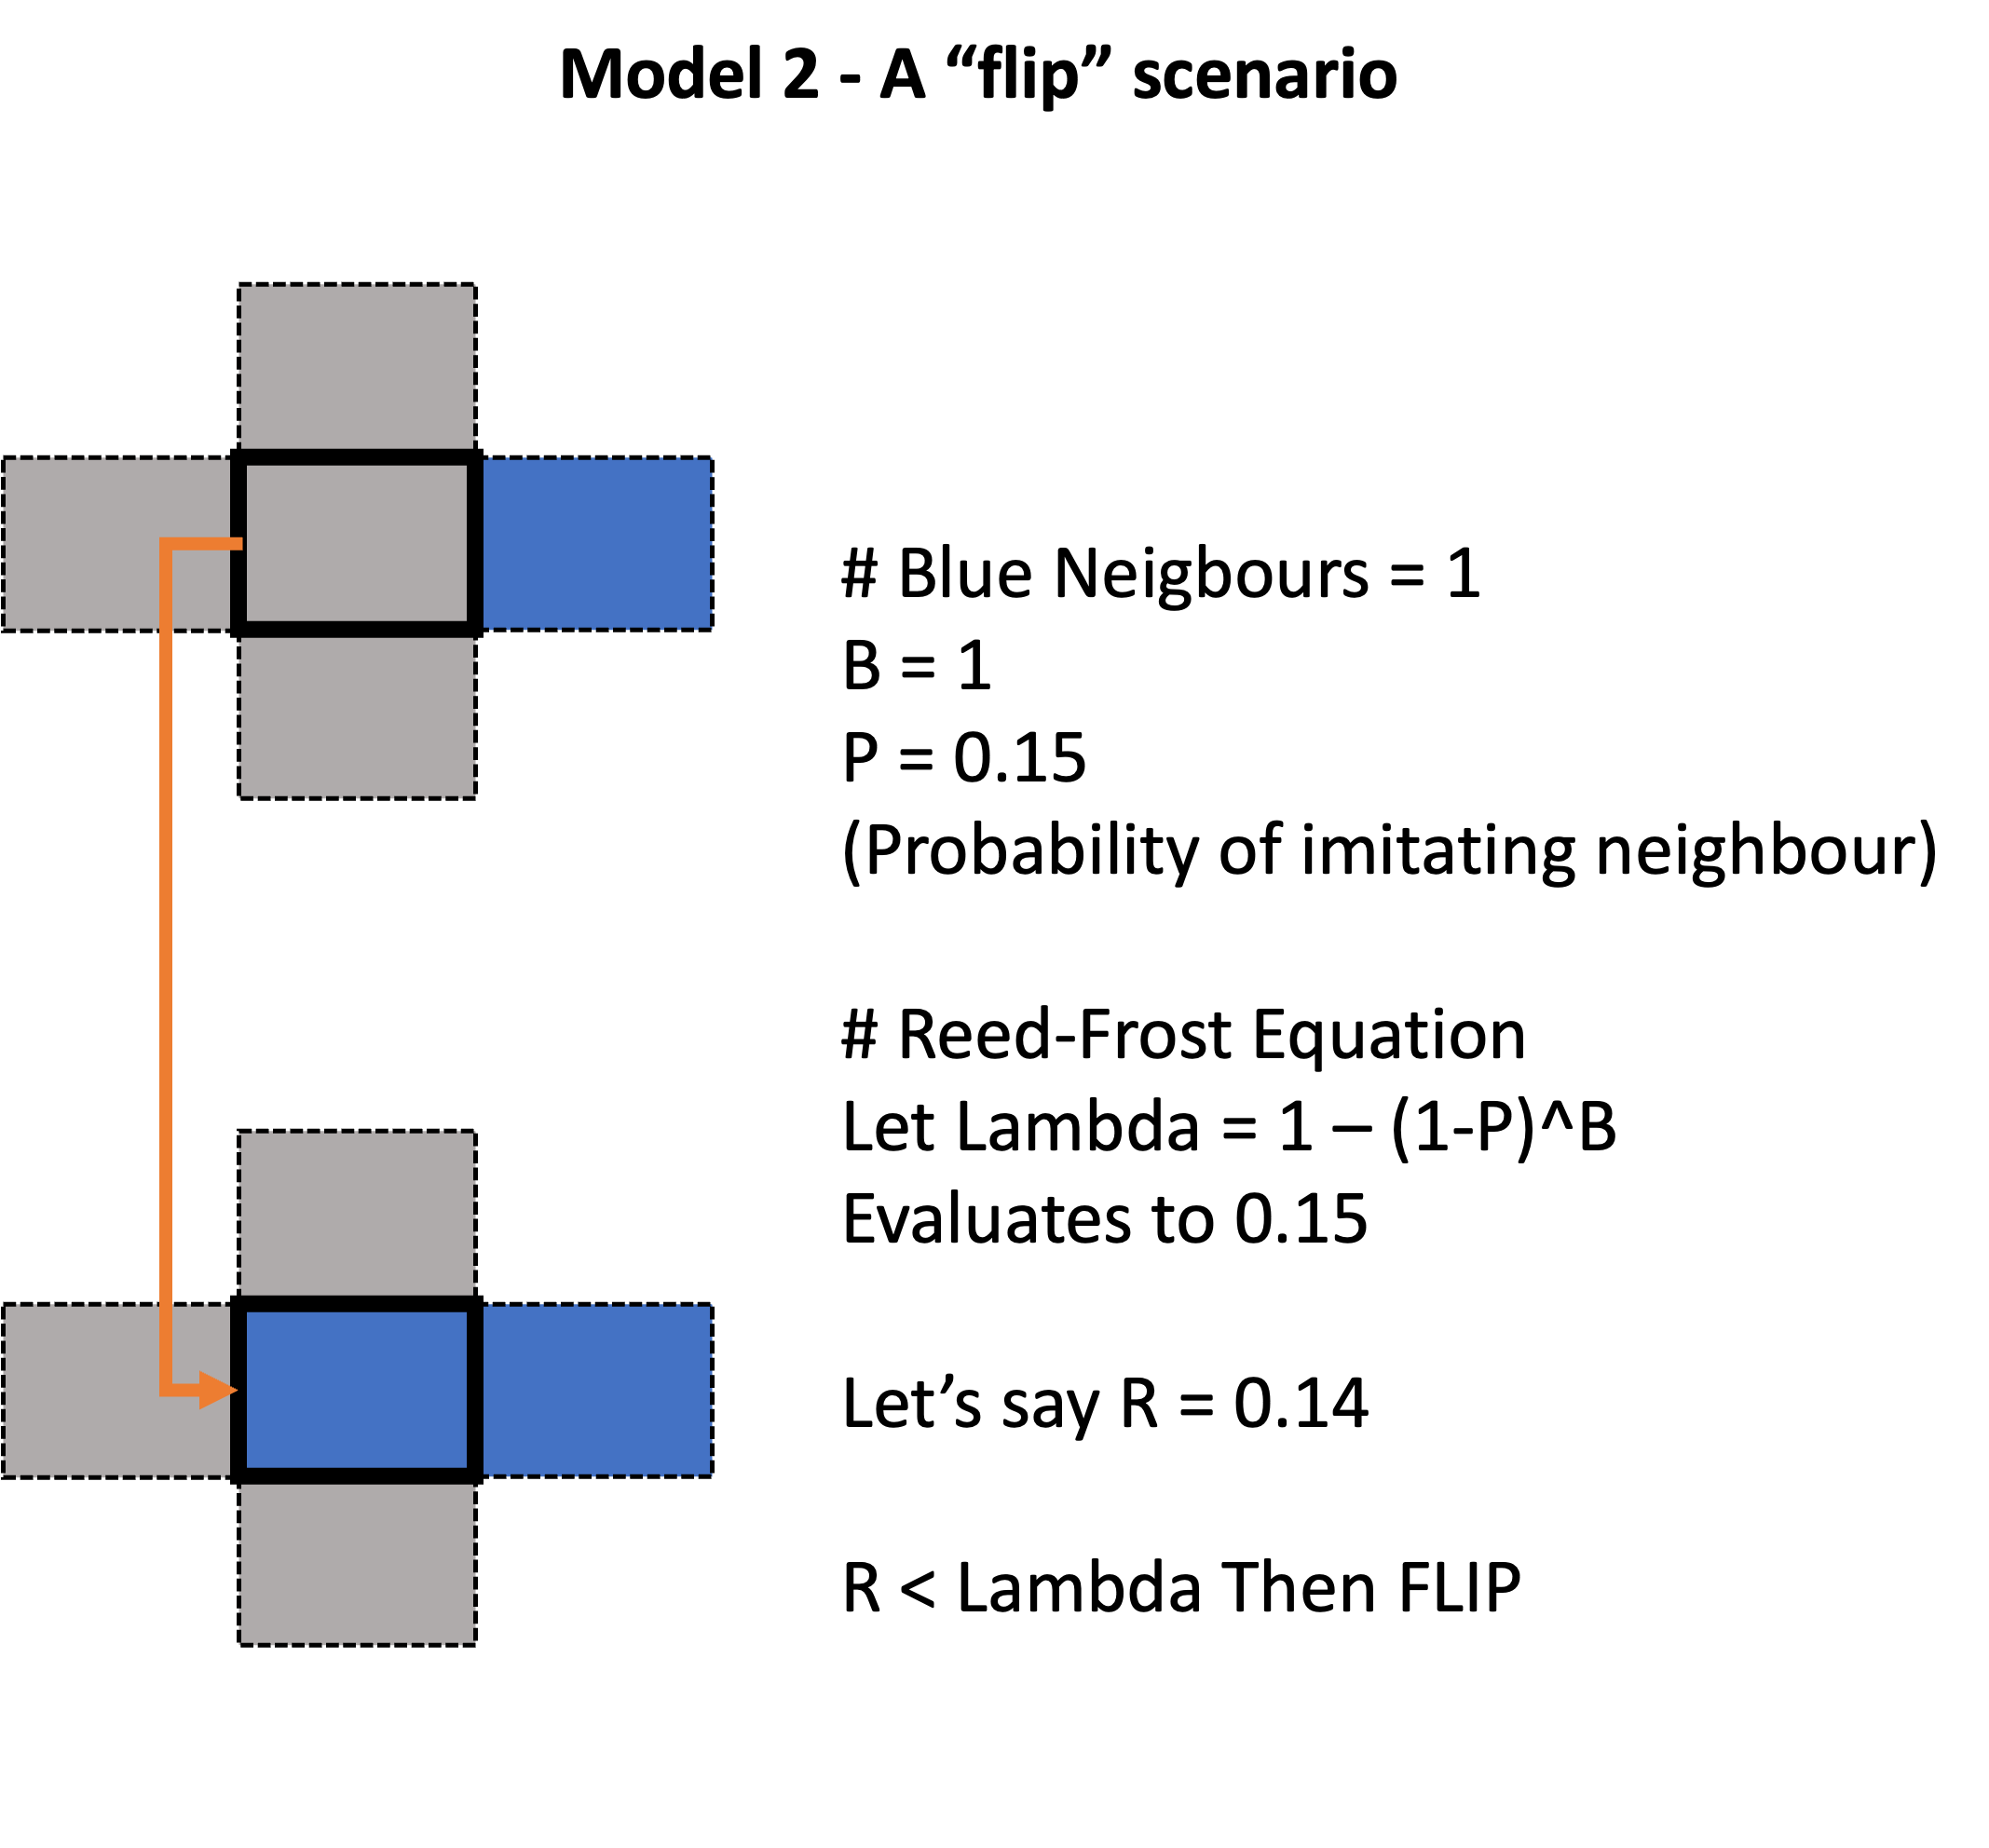 Model 2 - A “flip” scenario
# Blue Neigbours = 1
B = 1
P = 0.15
(Probability of imitating neighbour)
# Reed-Frost Equation
Let Lambda = 1 – (1-P)^B
Evaluates to 0.15
Let’s say R = 0.14
R < Lambda Then FLIP